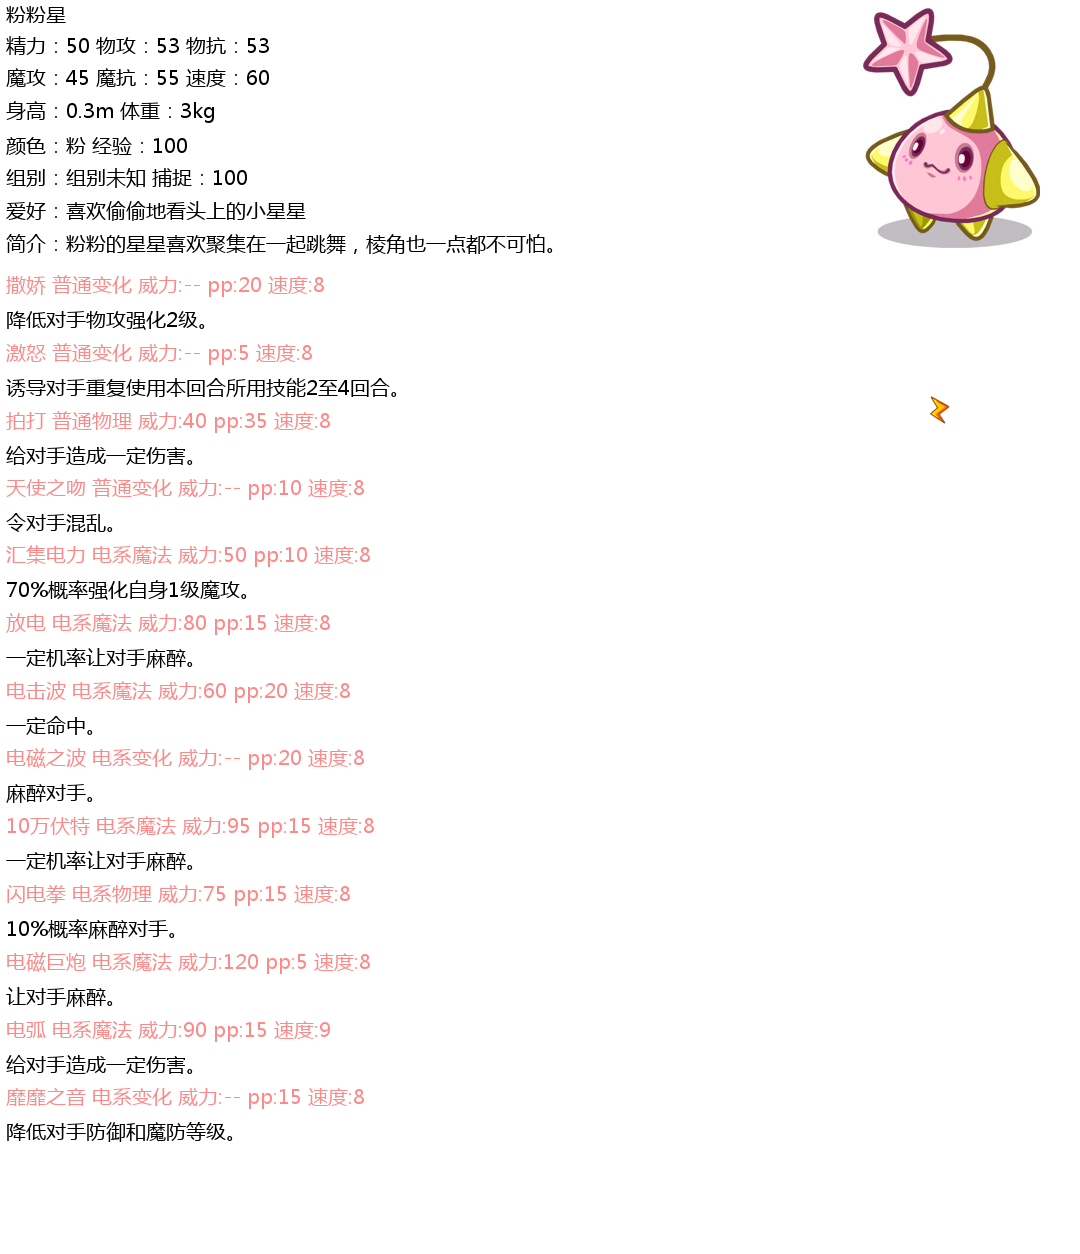 粉粉星
精力：50 物攻：53 物抗：53
魔攻：45 魔抗：55 速度：60
身高：0.3m 体重：3kg
颜色：粉 经验：100
组别：组别未知 捕捉：100
爱好：喜欢偷偷地看头上的小星星
简介：粉粉的星星喜欢聚集在一起跳舞，棱角也一点都不可怕。
撒娇 普通变化 威力:-- pp:20 速度:8
降低对手物攻强化2级。
激怒 普通变化 威力:-- pp:5 速度:8
诱导对手重复使用本回合所用技能2至4回合。
拍打 普通物理 威力:40 pp:35 速度:8
给对手造成一定伤害。
天使之吻 普通变化 威力:-- pp:10 速度:8
令对手混乱。
汇集电力 电系魔法 威力:50 pp:10 速度:8
70%概率强化自身1级魔攻。
放电 电系魔法 威力:80 pp:15 速度:8
一定机率让对手麻醉。
电击波 电系魔法 威力:60 pp:20 速度:8
一定命中。
电磁之波 电系变化 威力:-- pp:20 速度:8
麻醉对手。
10万伏特 电系魔法 威力:95 pp:15 速度:8
一定机率让对手麻醉。
闪电拳 电系物理 威力:75 pp:15 速度:8
10%概率麻醉对手。
电磁巨炮 电系魔法 威力:120 pp:5 速度:8
让对手麻醉。
电弧 电系魔法 威力:90 pp:15 速度:9
给对手造成一定伤害。
靡靡之音 电系变化 威力:-- pp:15 速度:8
降低对手防御和魔防等级。